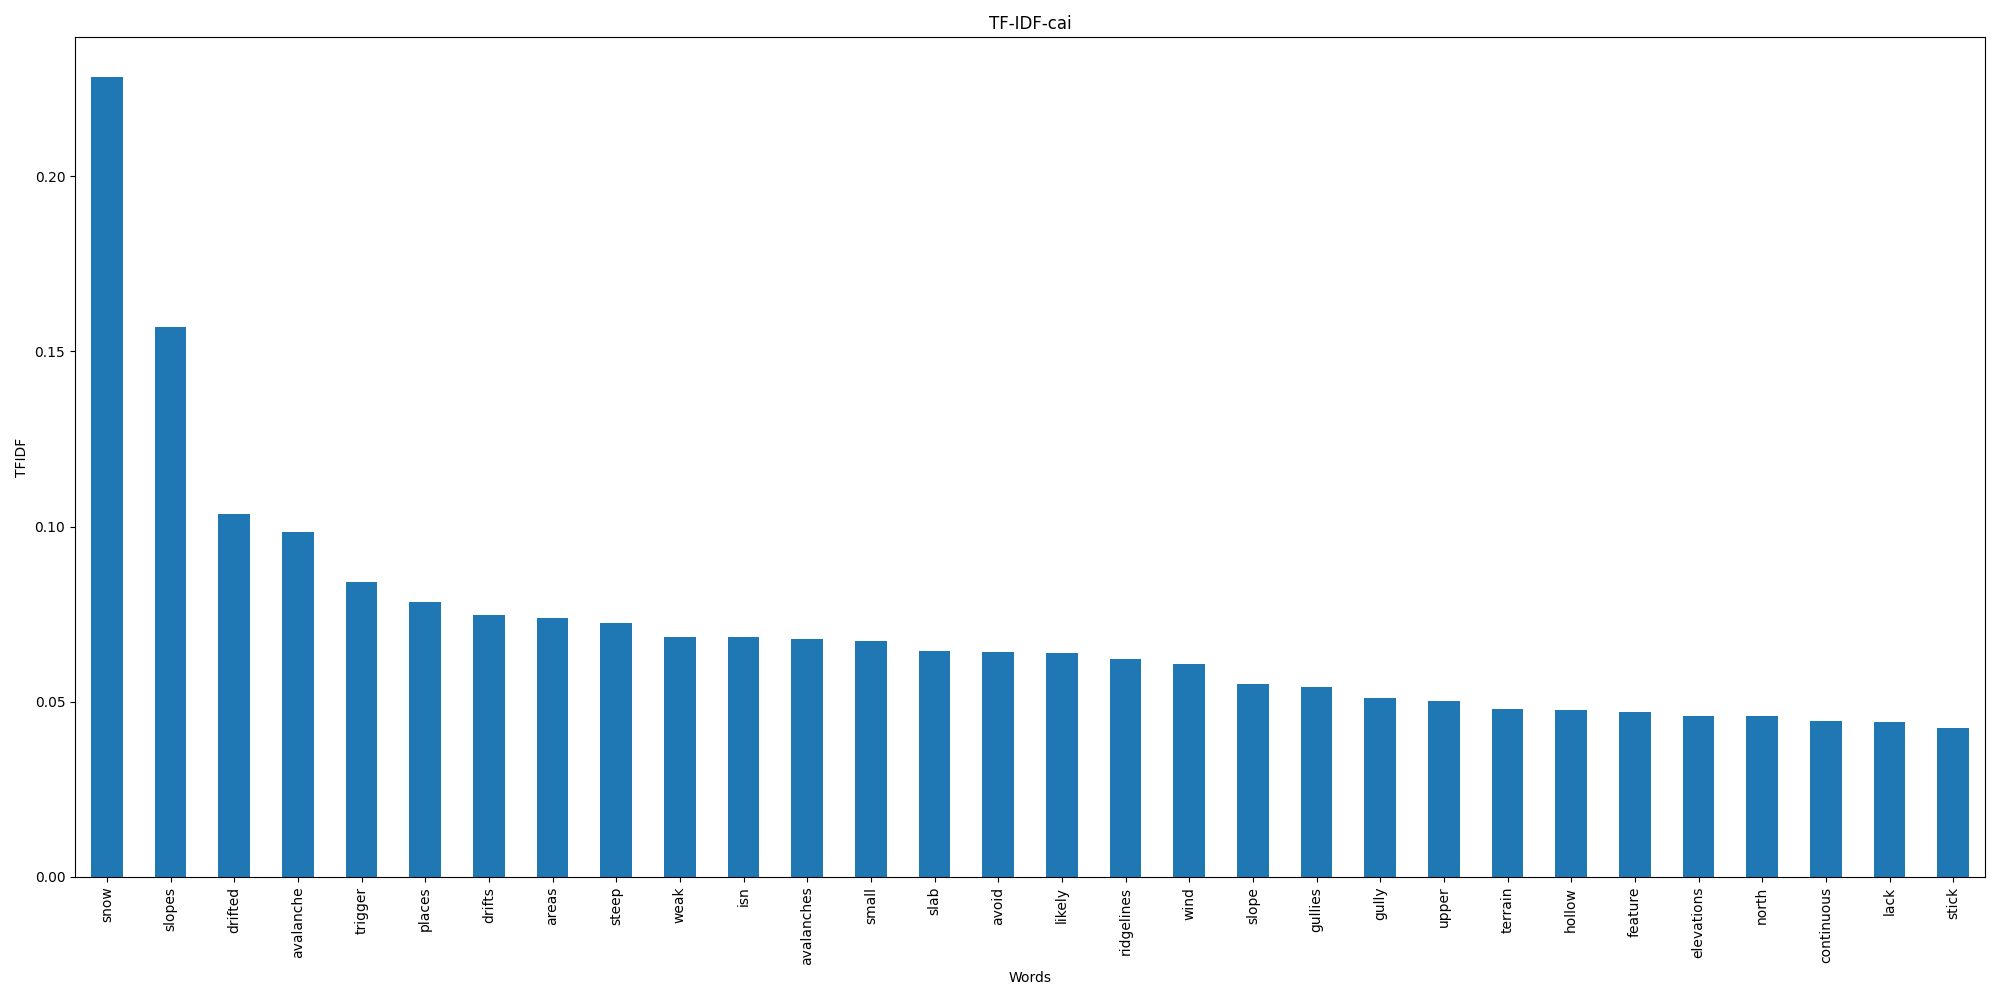 TF-IDF-cai
TFIDF
0.20
0.15
0.10
0.05
0.00
snow
slopes
drifted
avalanche
trigger
places
drifts
areas
steep
weak
isn
avalanches
small
slab
avoid
likely
ridgelines
wind
slope
gullies
gully
upper
terrain
hollow
feature
elevations
north
continuous
lack
stick
Words